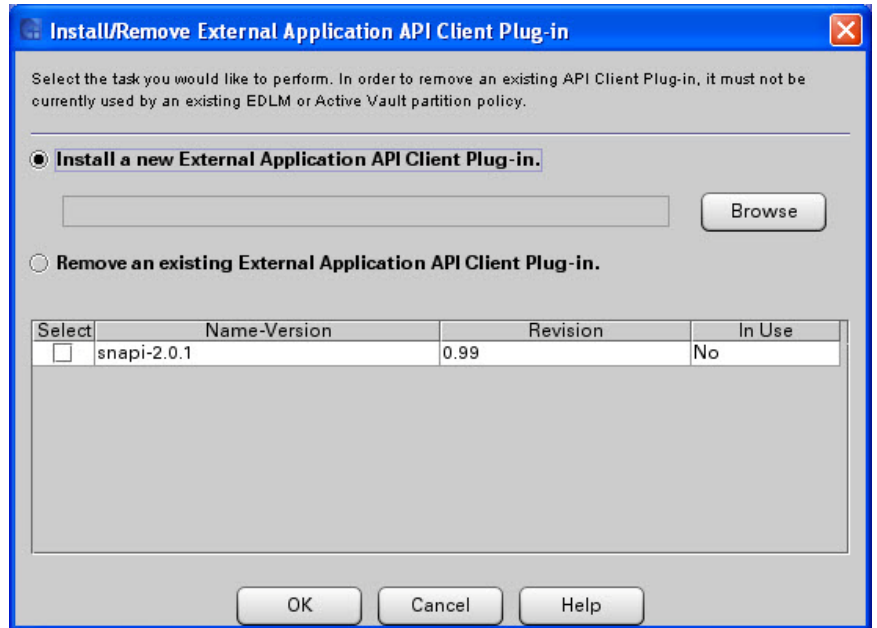 Install/Remove External Application API Client Plug-in
Select the task you would like to perform. In order to remove an existing API Client Plug-in, it must not be
currently used by an existing EDLM or Active Vault partition policy.
Install a new External Application API Client Plug-in.
Browse
Remove an existing External Application API Client Plug-in.
Select Name-Version Revision In Use
snapi-2.0.1 0.99 No
OK Cancel Help